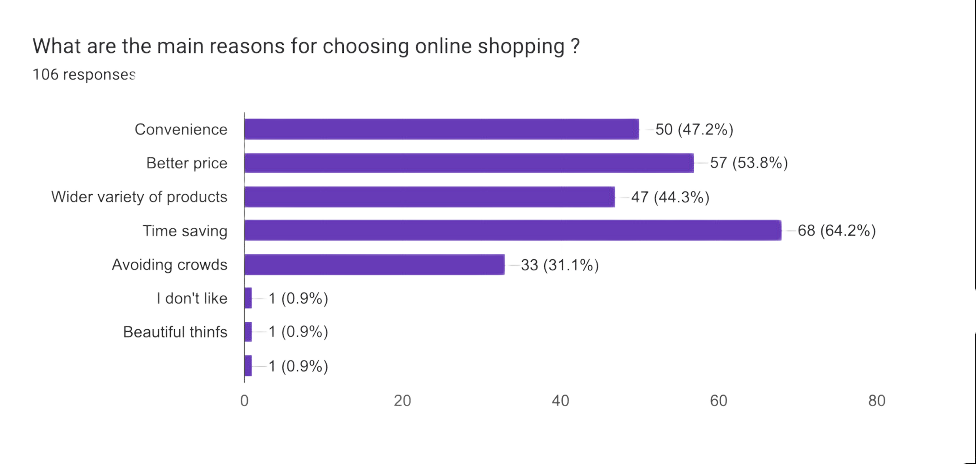 What are the main reasons for choosing online shopping ?
106 responses
Convenience 50 (47.2%)
Better price 57 (53.8%)
Wider variety of products 47 (44.3%)
Time saving 68 (64.2%)
Avoiding crowds 33 (31.1%)
I don't like 1 (0.9%)
Beautiful thinfs 1 (0.9%)
1 (0.9%)
0 20 40 60 80